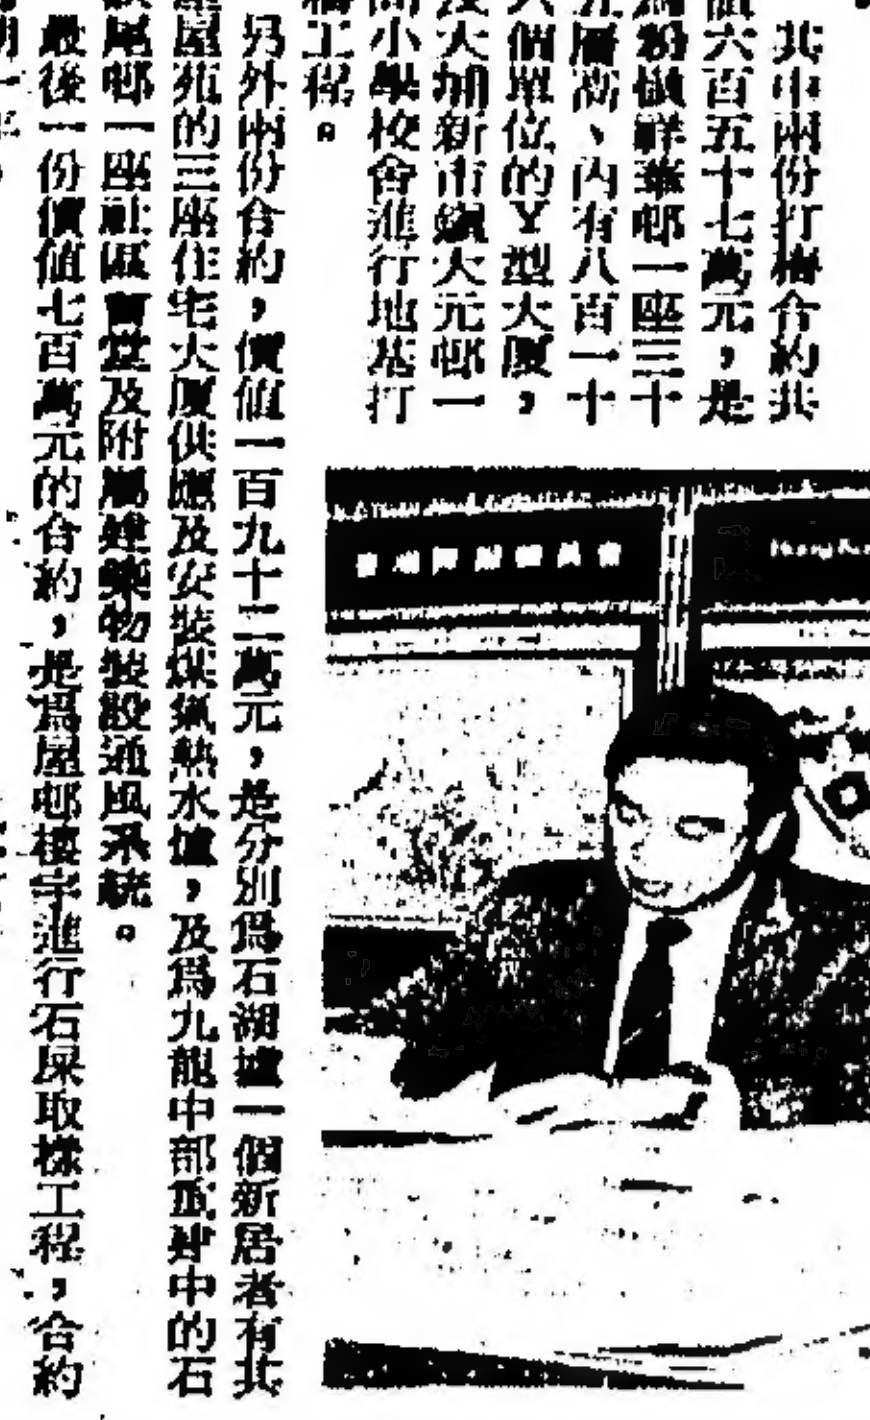 其中兩份打樁合約共
值六百五十七萬元，是
爲粉嶺祥華邨一座三十
五層高、內有八百一十
六個單位的Y型大廈，
及大埔新市鎮大元邨一
間小學校舍進行地基打
樁工程。
另外兩份合約，價值一百九十二萬元，是分別爲石湖墟一個新居者有其
屋屋苑的三座住宅大廈供應及安裝煤氣熱水爐，及爲九龍中部重建中的石
硤尾邨一座社區會堂及附屬建築物裝設通風系統。
最後一份價值七百萬元的合約，是爲屋邨樓宇進行石屎取樣工程，合約